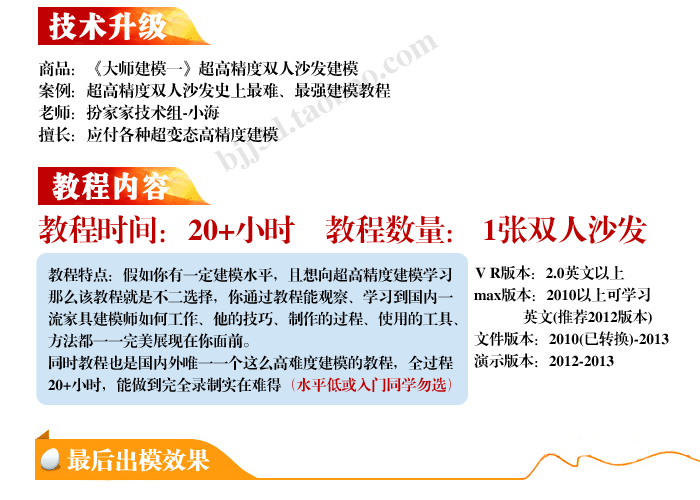 技术升级
商品：《大师建模一》超高精度双人沙发建模
案例：超高精度双人沙发史上最难、最强建模教程
老师：扮家家技术组-小海
擅长：应付各种超变态高精度建模
bjjsd.taobao.com
教程内容
教程时间：20+小时 教程数量：1张双人沙发
教程特点：假如你有一定建模水平，且想向超高精度建模学习
那么该教程就是不二选择，你通过教程能观察、学习到国内一
流家具建模师如何工作、他的技巧、制作的过程、使用的工具、
方法都一一完美展现在你面前。
同时教程也是国内外唯一一个这么高难度建模的教程，全过程
20+小时，能做到完全录制实在难得（水平低或入门同学勿选）
V R版本：2.0英文以上
max版本：2010以上可学习
英文(推荐2012版本)
文件版本：2010(已转换)-2013
演示版本：2012-2013
最后出模效果